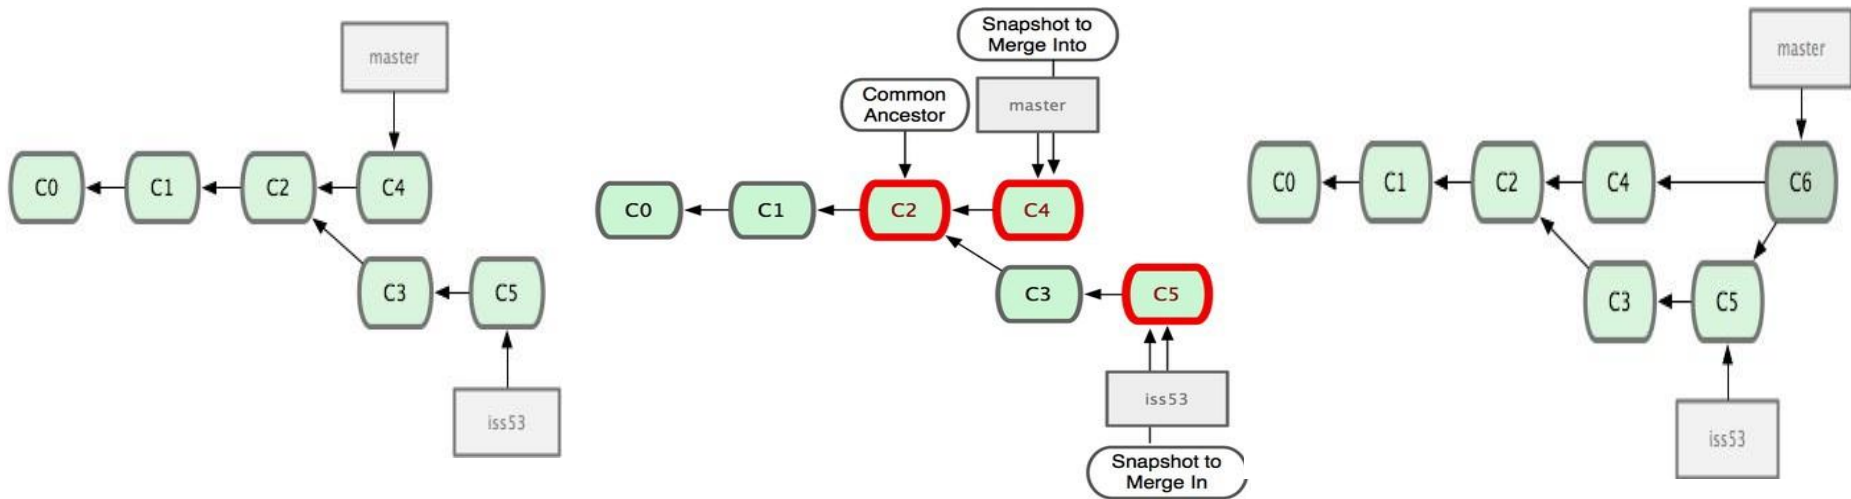 master
C0
C1
C2
C4
C3
C5
iss53
Snapshot to
Merge Into
Common
Ancestor
master
C0
C1
C2
C4
C3
C5
iss53
Snapshot to
Merge In
master
C0
C1
C2
C4
C6
C3
C5
iss53